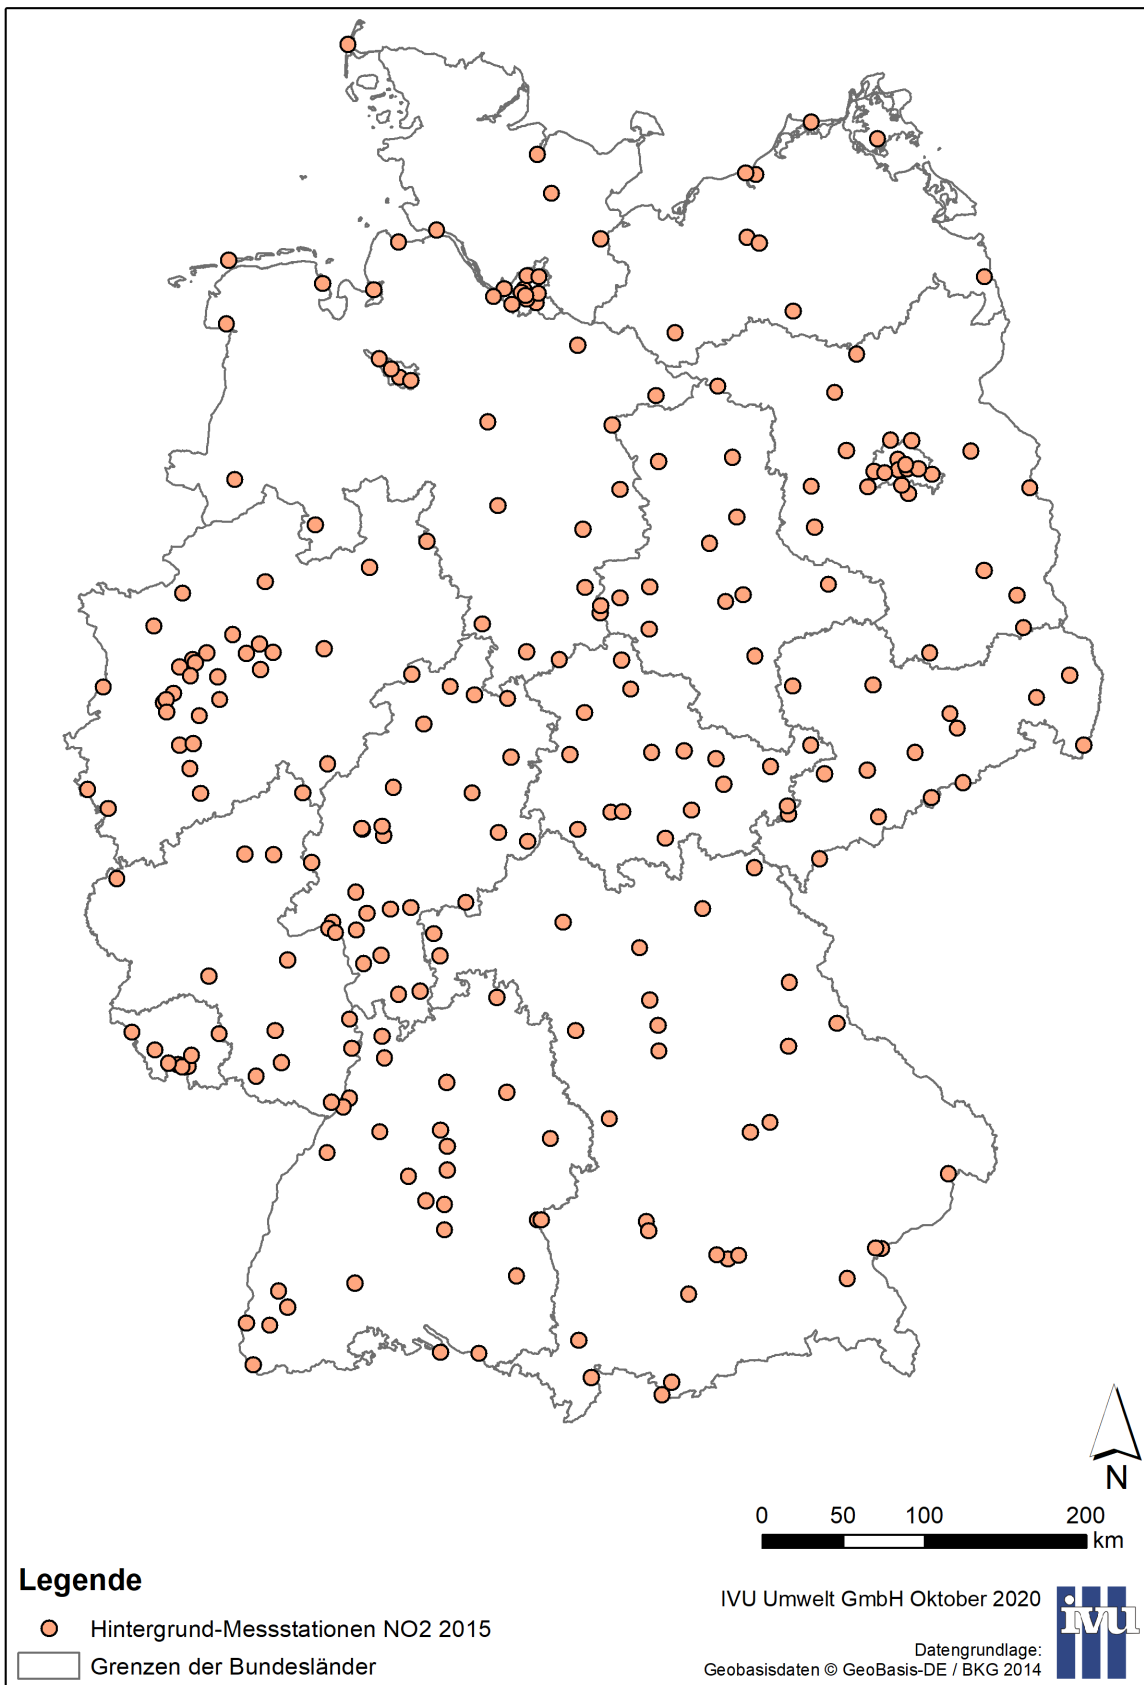 N
0 50 100 200
km
Legende
Hintergrund-Messstationen NO2 2015
Grenzen der Bundesländer
IVU Umwelt GmbH Oktober 2020
Datengrundlage:
Geobasisdaten © GeoBasis-DE / BKG 2014
ivu